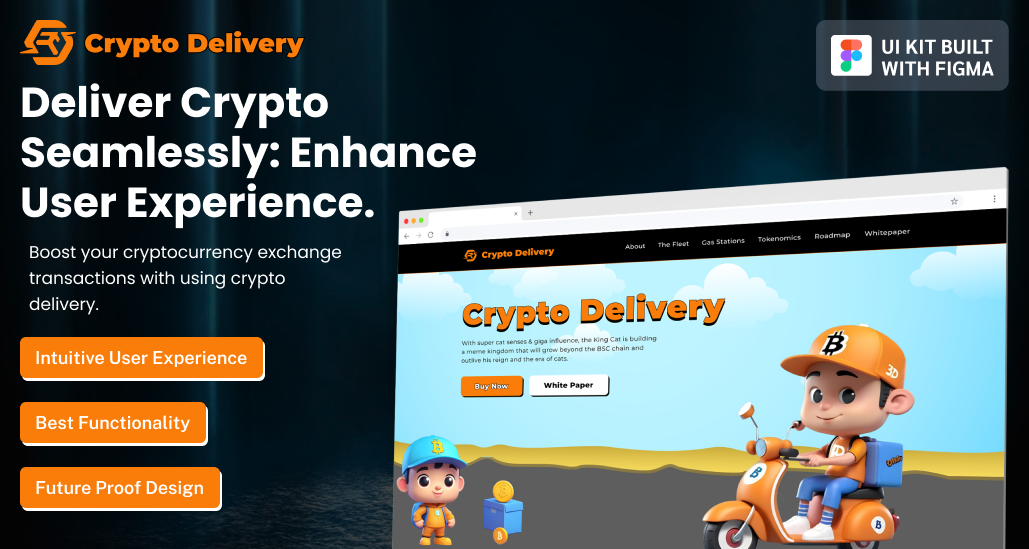 Crypto Delivery
UI KIT BUILT
WITH FIGMA
Deliver Crypto
Seamlessly: Enhance
User Experience.
Boost your cryptocurrency exchange
transactions with using crypto
delivery.
Intuitive User Experience
Best Functionality
Future Proof Design
Crypto Delivery
About The Fleet Gas Stations Tokenomics Roadmap Whitepaper
Crypto Delivery
With super cat senses & giga influence, the King Cat is building
a meme kingdom that will grow beyond the BSC chain and
outlive his reign and the era of cats.
Buy Now White Paper
3D